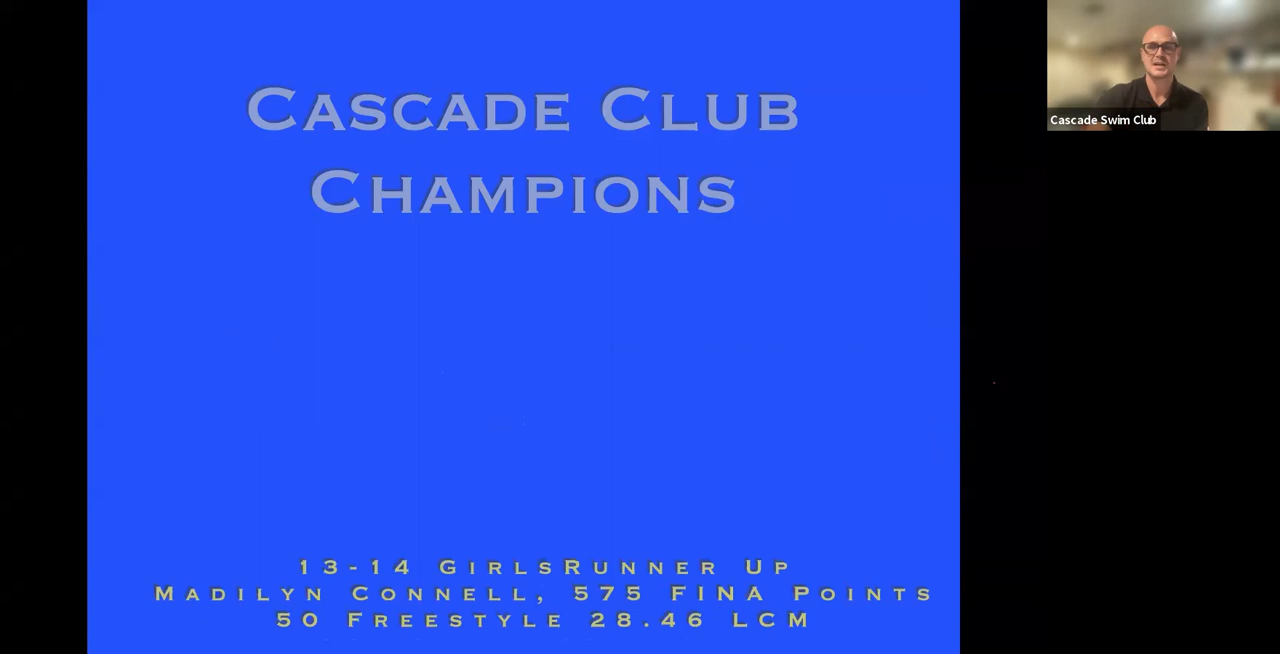 Cascade Club
Champions
Cascade Swim Club
13-14 GirlsRunner Up
Madilyn Connell, 575 FINA Points
50 Freestyle 28.46 LCM